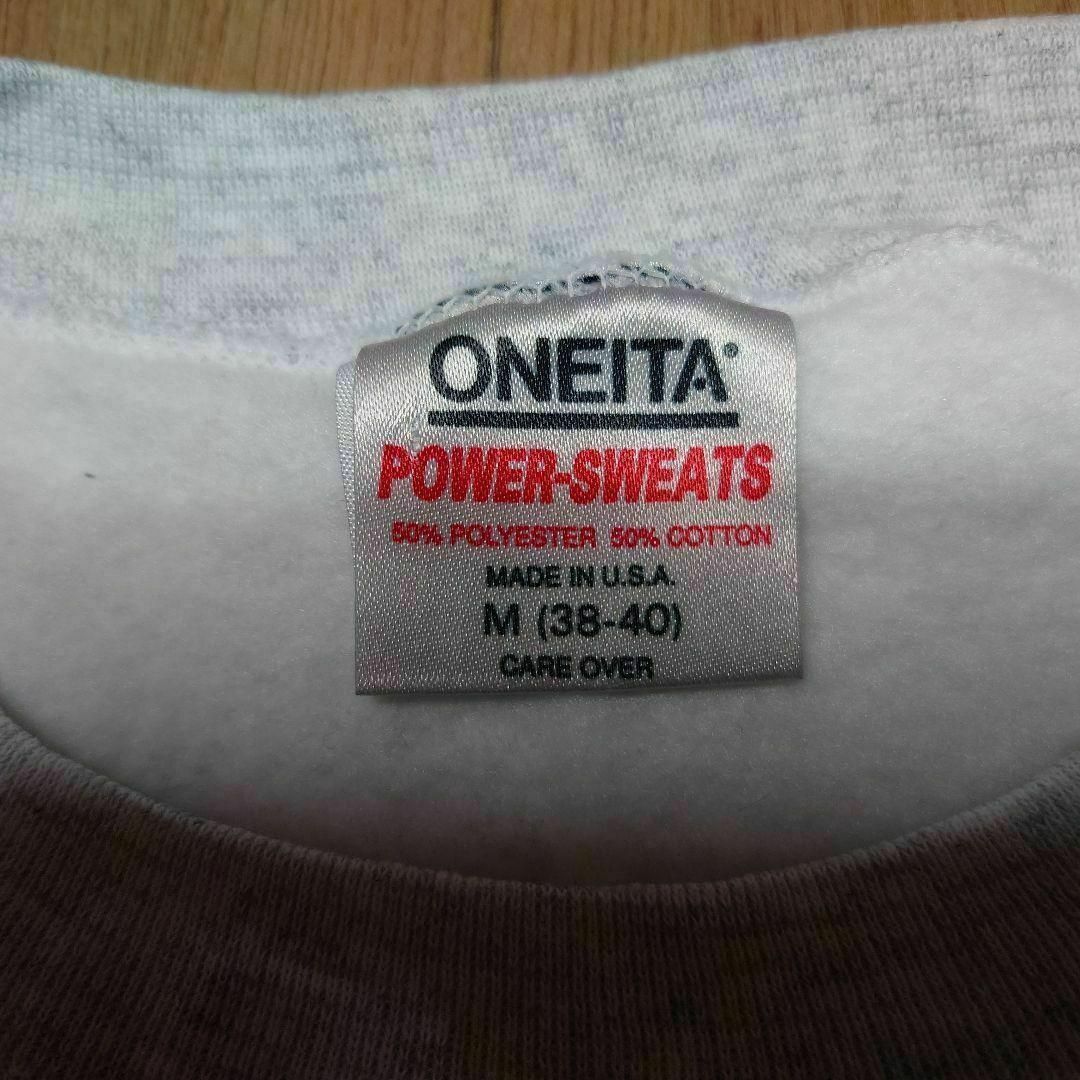 ONEITA®
POWER-SWEATS
50% POLYESTER 50% COTTON
MADE IN U.S.A.
M (38-40)
CARE OVER